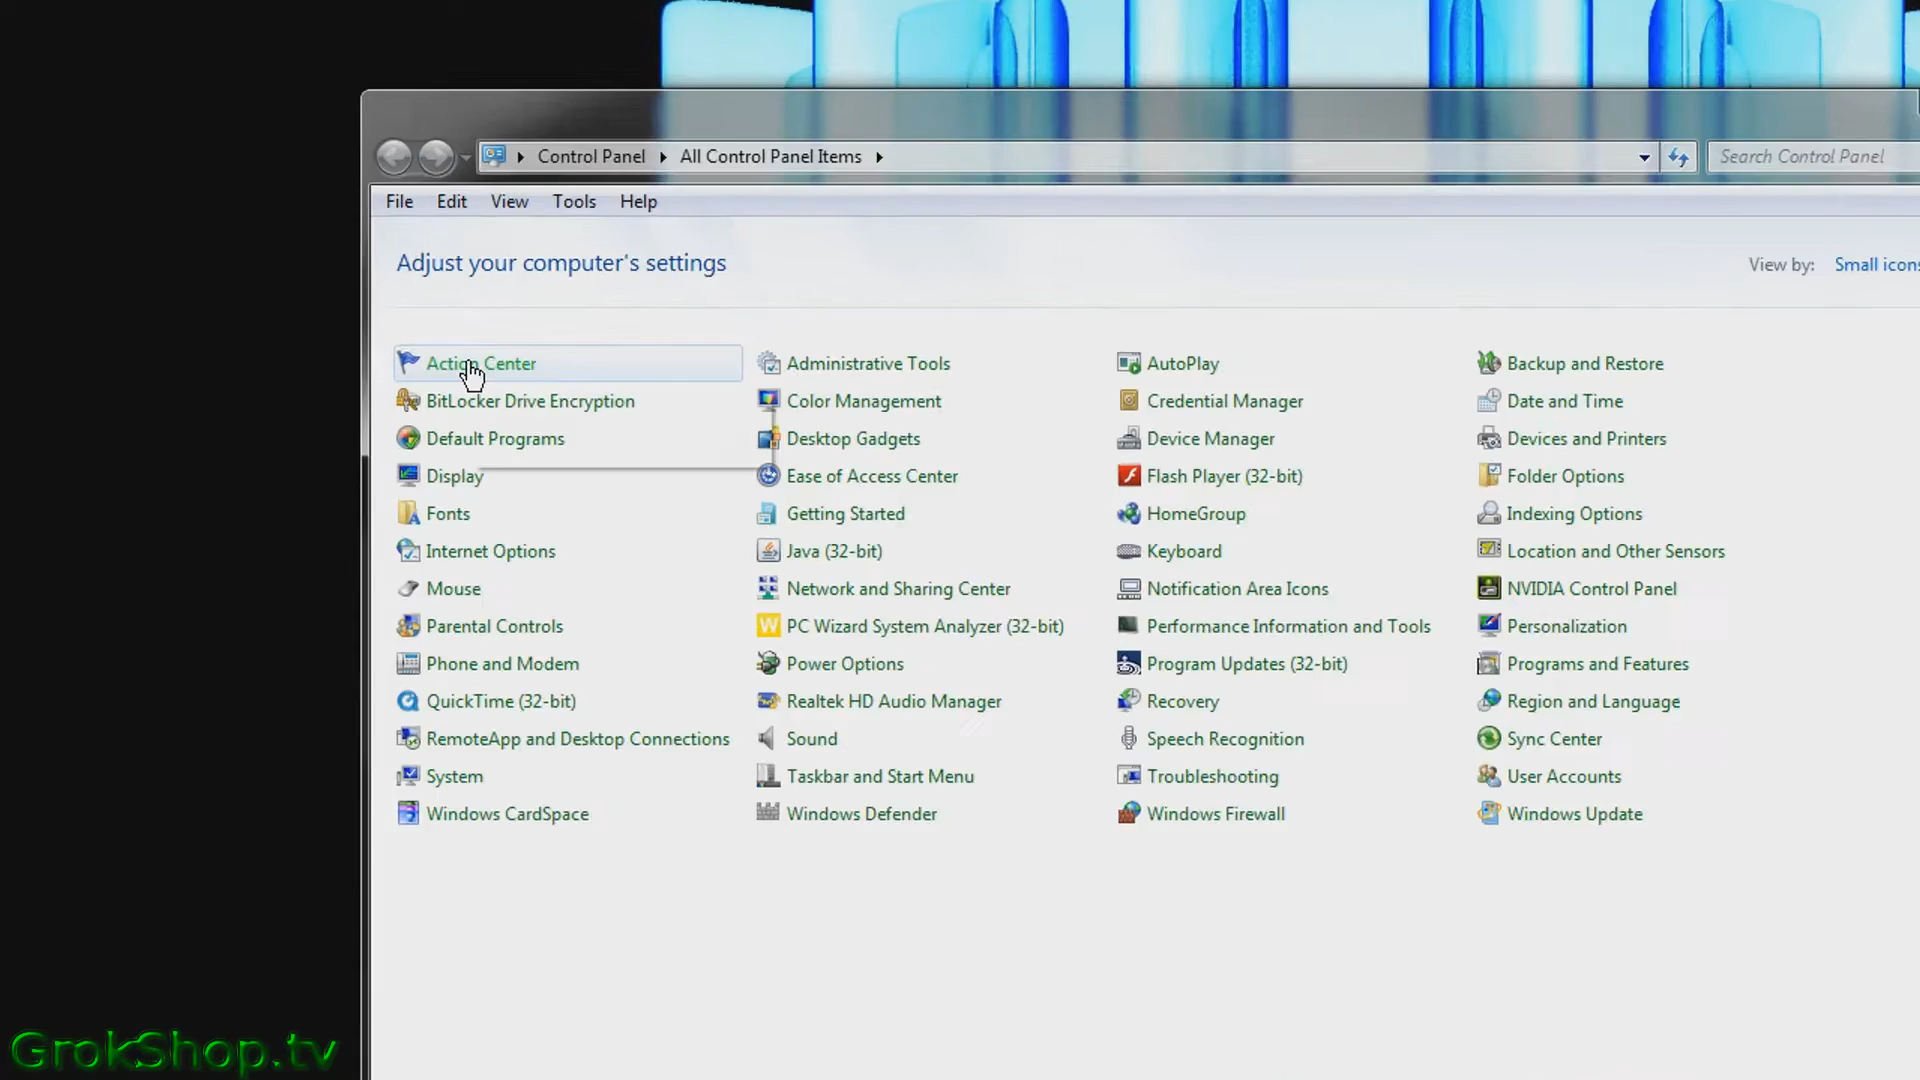 Control Panel All Control Panel Items Search Control Panel
File Edit View Tools Help
Adjust your computer's settings
View by: Small icons
Action Center Administrative Tools AutoPlay Backup and Restore
BitLocker Drive Encryption Color Management Credential Manager Date and Time
Default Programs Desktop Gadgets Device Manager Devices and Printers
Display Ease of Access Center Flash Player (32-bit) Folder Options
Fonts Getting Started HomeGroup Indexing Options
Internet Options Java (32-bit) Keyboard Location and Other Sensors
Mouse Network and Sharing Center Notification Area Icons NVIDIA Control Panel
Parental Controls PC Wizard System Analyzer (32-bit) Performance Information and Tools Personalization
Phone and Modem Power Options Program Updates (32-bit) Programs and Features
QuickTime (32-bit) Realtek HD Audio Manager Recovery Region and Language
RemoteApp and Desktop Connections Sound Speech Recognition Sync Center
System Taskbar and Start Menu Troubleshooting User Accounts
Windows CardSpace Windows Defender Windows Firewall Windows Update
GrokShop.tv